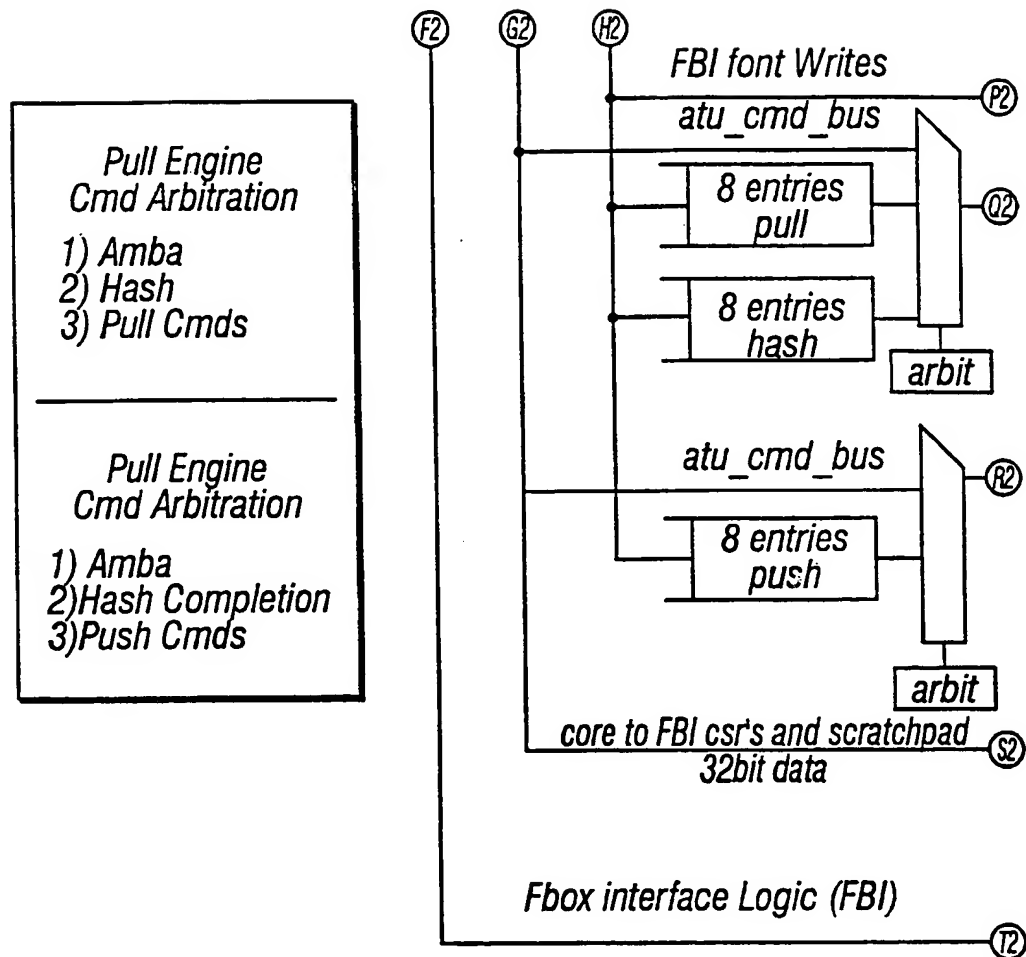 F2 G2 H2
FBI font Writes
P2
atu_cmd_bus
8 entries
pull
Q2
8 entries
hash
arbit
atu_cmd_bus
R2
8 entries
push
arbit
core to FBI csr's and scratchpad
32bit data
S2
Fbox interface Logic (FBI)
T2
Pull Engine
Cmd Arbitration
1) Amba
2) Hash
3) Pull Cmds
Pull Engine
Cmd Arbitration
1) Amba
2)Hash Completion
3)Push Cmds